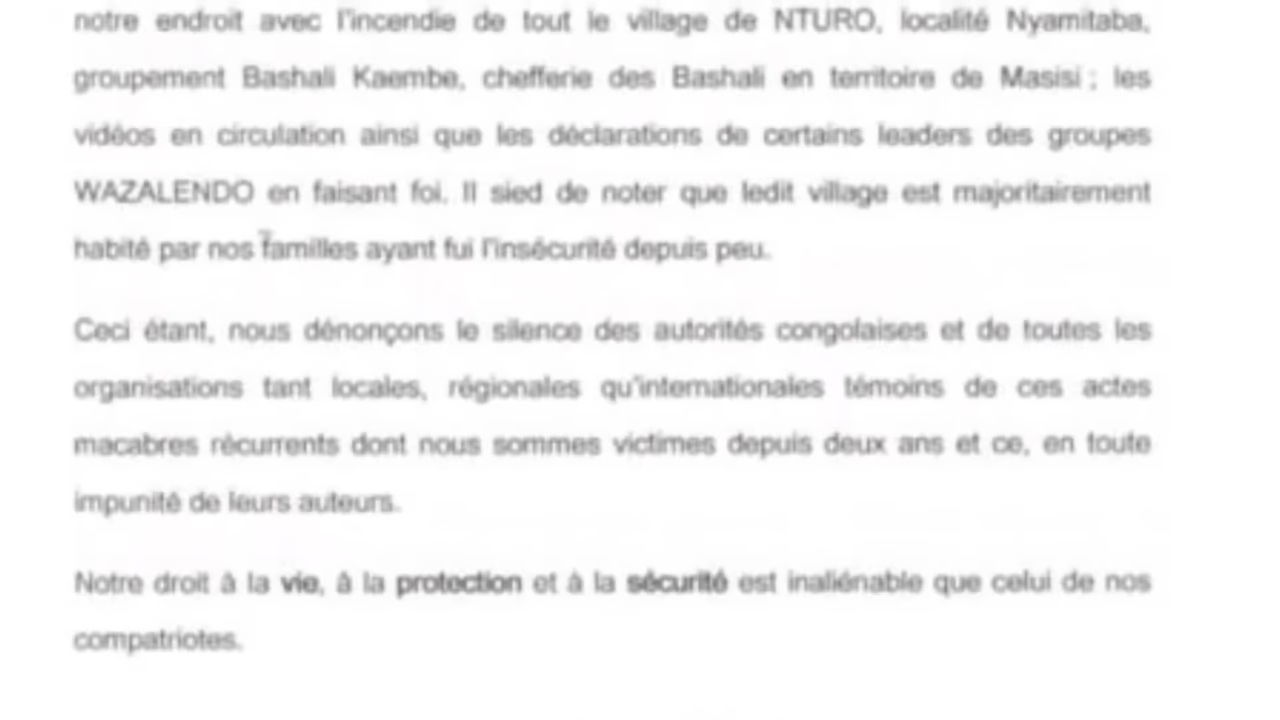 notre endroit avec l'incendie de tout le village de NTURO, localité Nyamitaba,
groupement Bashali Kaembe, chefferie des Bashali en territoire de Masisi ; les
vidéos en circulation ainsi que les déclarations de certains leaders des groupes
WAZALENDO en faisant foi. Il sied de noter que ledit village est majoritairement
habité par nos familles ayant fui l'insécurité depuis peu.
Ceci étant, nous dénonçons le silence des autorités congolaises et de toutes les
organisations tant locales, régionales qu'internationales témoins de ces actes
macabres récurrents dont nous sommes victimes depuis deux ans et ce, en toute
impunité de leurs auteurs.
Notre droit à la vie, à la protection et à la sécurité est inaliénable que celui de nos
compatriotes.